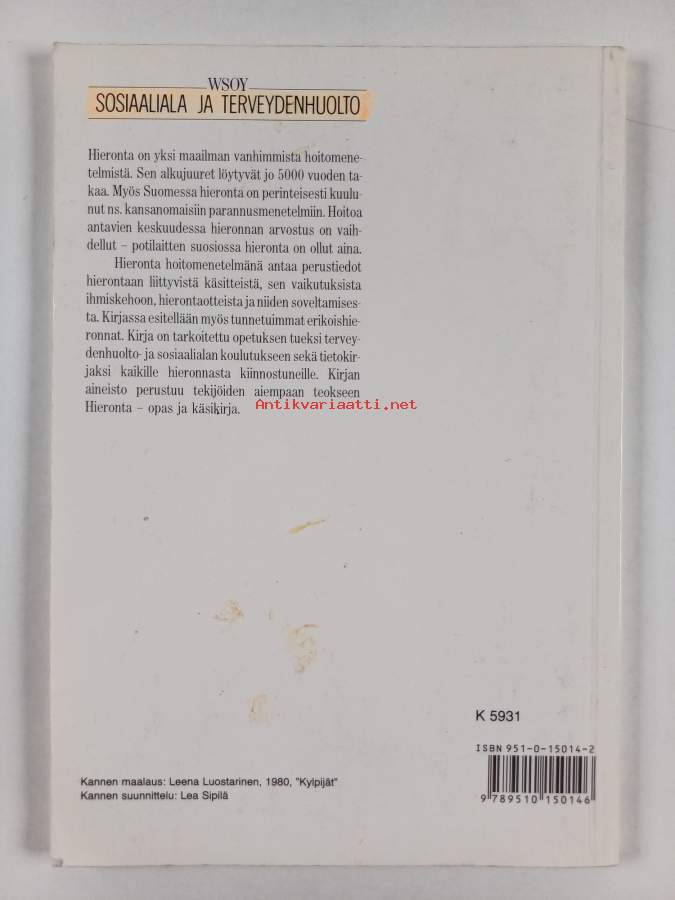 WSOY
SOSIAALIALA JA TERVEYDENHUOLTO
Hieronta on yksi maailman vanhimmista hoitomene-
telmistä. Sen alkujuuret löytyvät jo 5000 vuoden ta-
kaa. Myös Suomessa hieronta on perinteisesti kuulu-
nut ns. kansanomaisiin parannusmenetelmiin. Hoitoa
antavien keskuudessa hieronnan arvostus on vaih-
dellut – potilaitten suosiossa hieronta on ollut aina.
Hieronta hoitomenetelmänä antaa perustiedot
hierontaan liittyvistä käsitteistä, sen vaikutuksista
ihmiskehoon, hierontaotteista ja niiden soveltamises-
ta. Kirjassa esitellään myös tunnetuimmat erikoishie-
ronnat. Kirja on tarkoitettu opetuksen tueksi tervey-
denhuolto- ja sosiaalialan koulutukseen sekä tietokir-
jaksi kaikille hieronnasta kiinnostuneille. Kirjan
aineisto perustuu tekijöiden aiempaan teokseen
Hieronta – opas ja käsikirja.
Antikvariaatti.net
K 5931
ISBN 951-0-15014-2
9 789510 150146
Kannen maalaus: Leena Luostarinen, 1980, "Kylpijät"
Kannen suunnittelu: Lea Sipilä